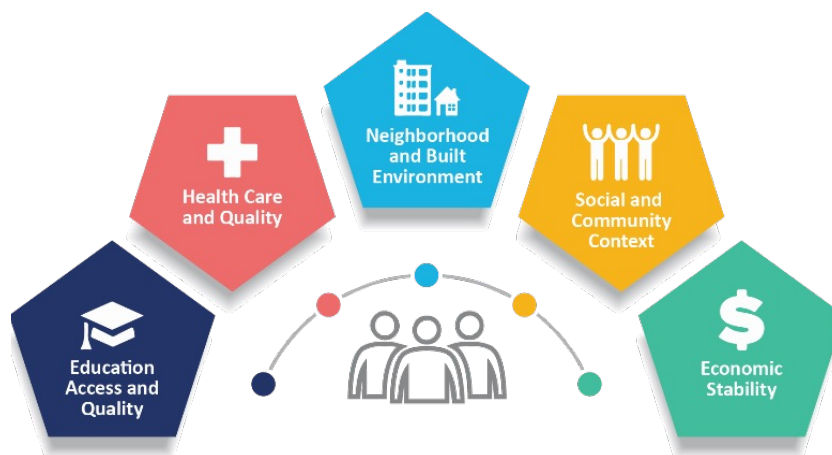 Education
Access and
Quality
Health Care
and Quality
Neighborhood
and Built
Environment
Social and
Community
Context
$
Economic
Stability